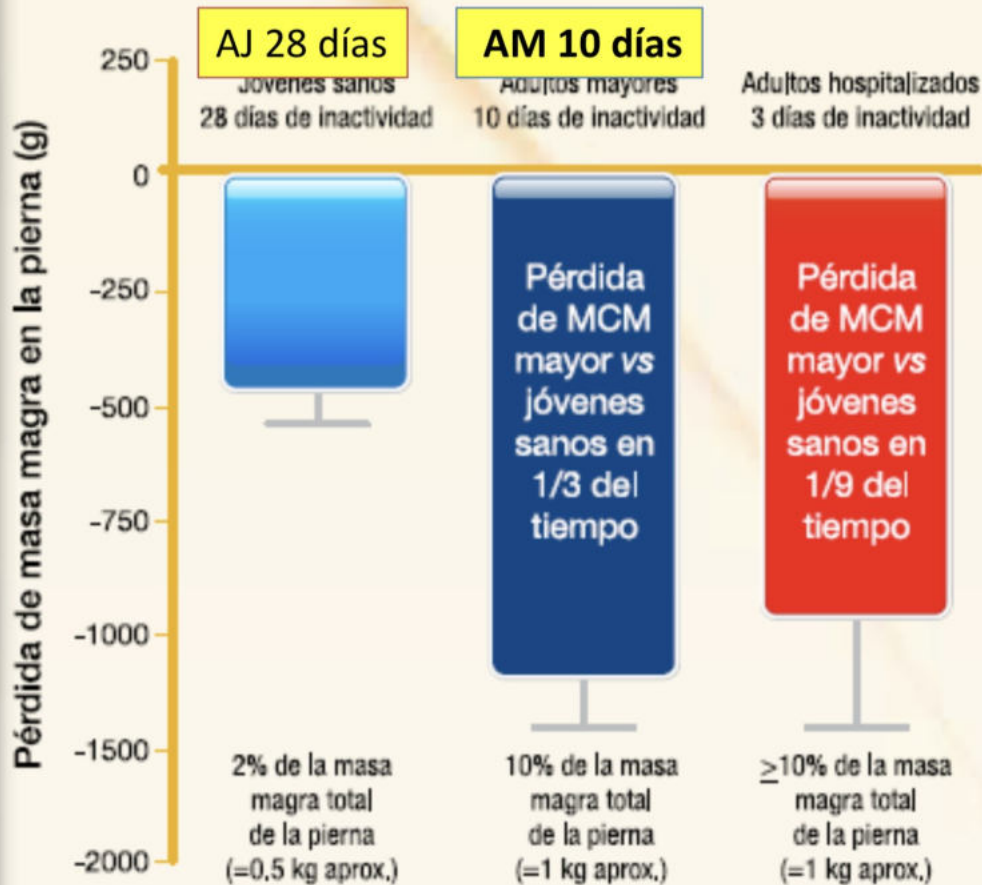 AJ 28 días
AM 10 días
Jóvenes sanos
28 días de inactividad
Adultos mayores
10 días de inactividad
Adultos hospitalizados
3 días de inactividad
Pérdida de masa magra en la pierna (g)
250
0
-250
-500
-750
-1000
-1500
-2000
Pérdida
de MCM
mayor vs
jóvenes
sanos en
1/3 del
tiempo
Pérdida
de MCM
mayor vs
jóvenes
sanos en
1/9 del
tiempo
2% de la masa
magra total
de la pierna
(=0,5 kg aprox.)
10% de la masa
magra total
de la pierna
(=1 kg aprox.)
≥10% de la masa
magra total
de la pierna
(=1 kg aprox.)